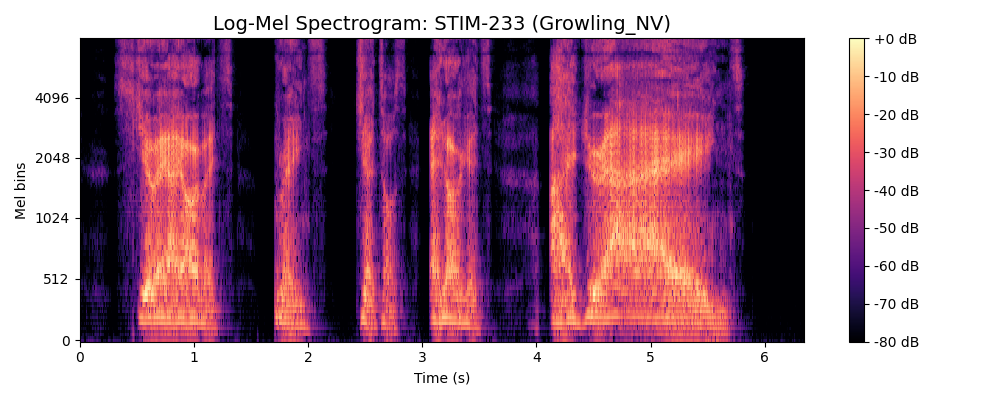 Log-Mel Spectrogram: STIM-233 (Growling_NV)
Mel bins
4096
2048
1024
512
0
0 1 2 3 4 5 6
Time (s)
+0 dB
-10 dB
-20 dB
-30 dB
-40 dB
-50 dB
-60 dB
-70 dB
-80 dB